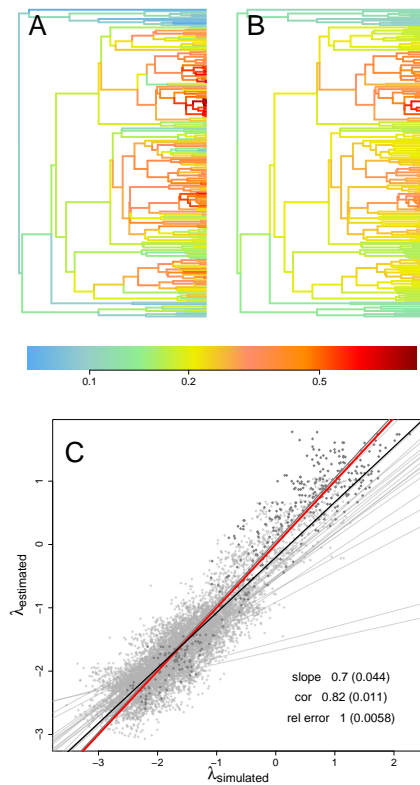 A
B
0.1 0.2 0.5
C
1
0
−1
−2
−3
λestimated
slope 0.7 (0.044)
cor 0.82 (0.011)
rel error 1 (0.0058)
−3 −2 −1 0 1 2
λsimulated